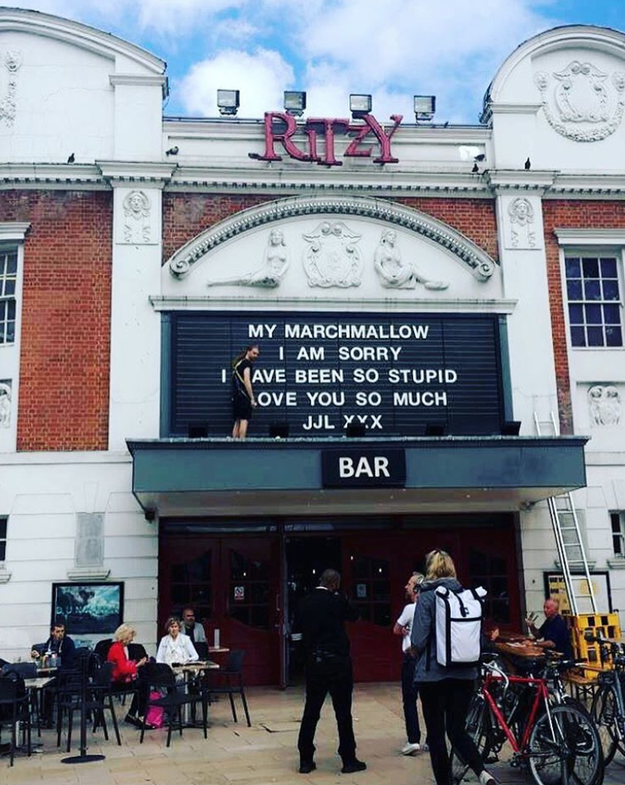 RITZY
MY MARCHMALLOW
I AM SORRY
I AVE BEEN SO STUPID
OVE YOU SO MUCH
JJL XXX
BAR